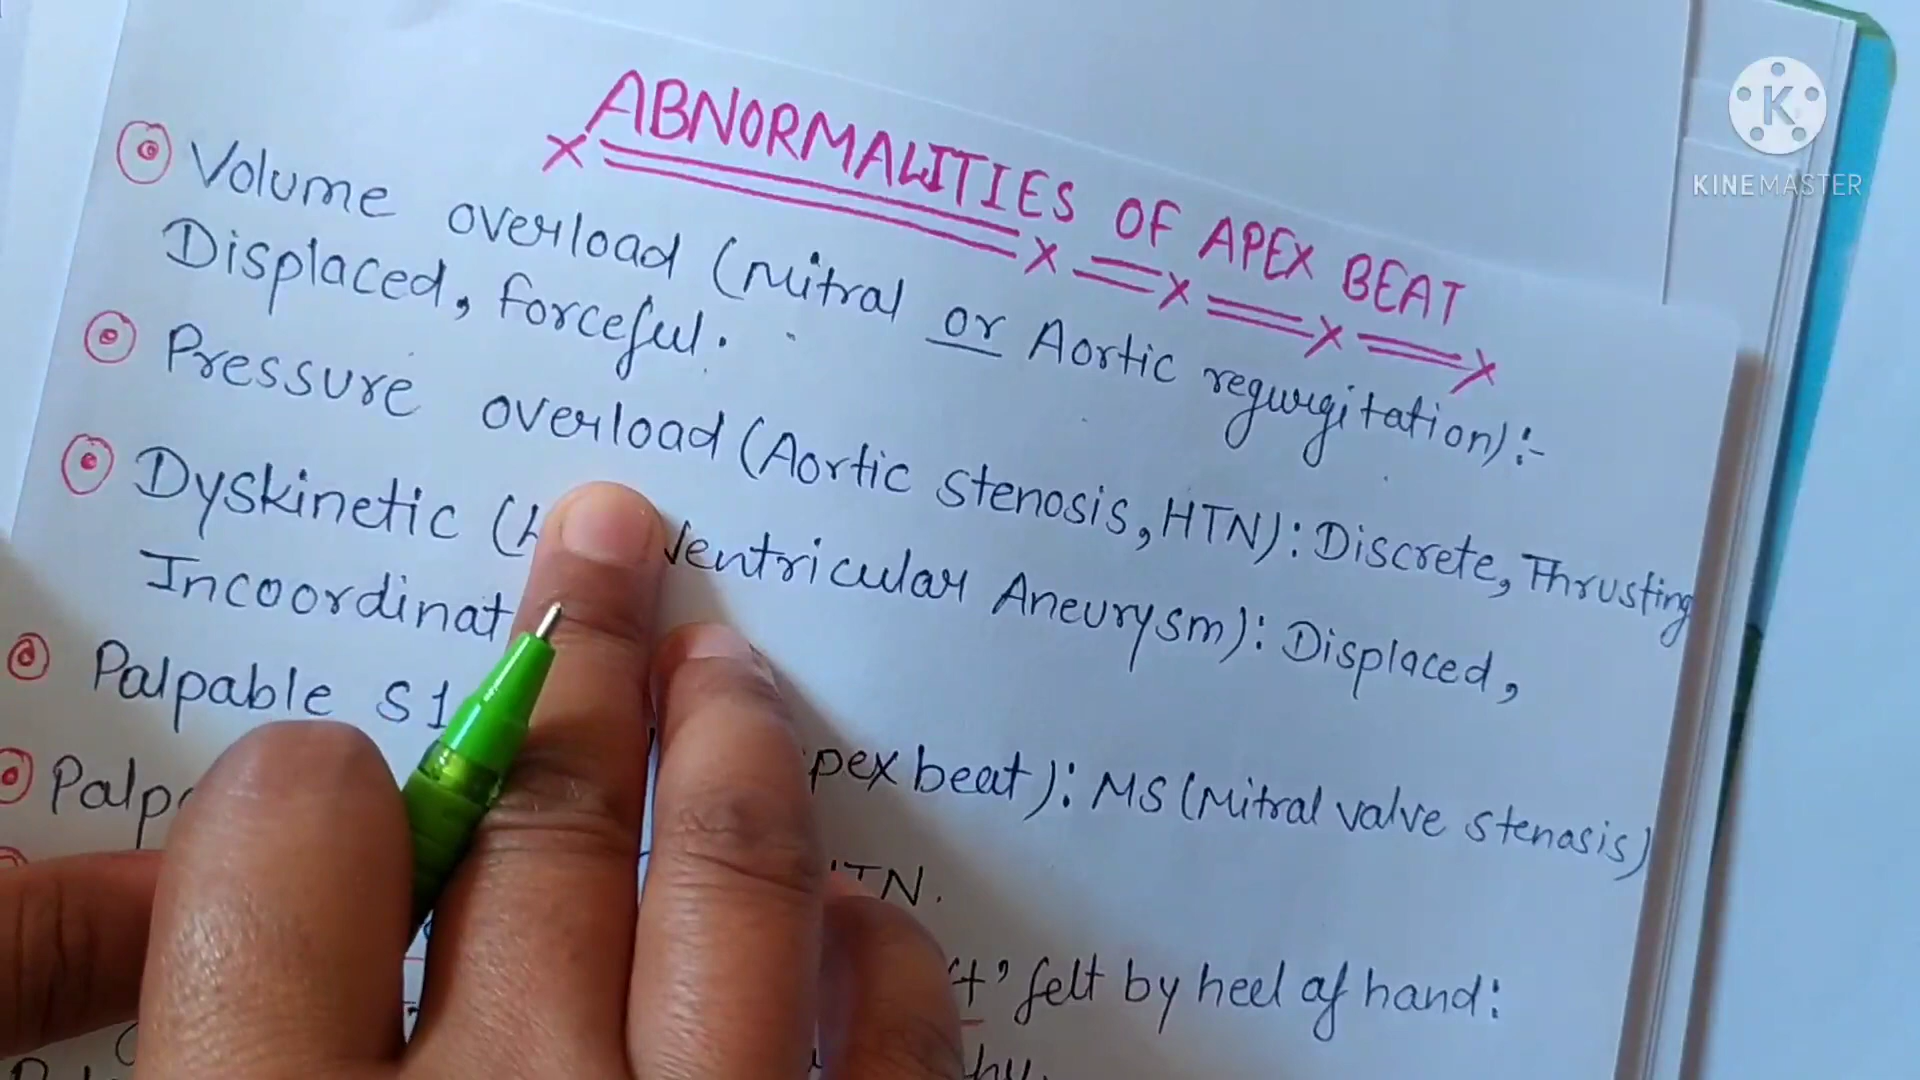 ABNORMALITIES OF APEX BEAT
Volume overload (Mitral or Aortic regurgitation):-
Displaced, forceful.
Pressure overload (Aortic stenosis, HTN): Discrete, Thrusting
Dyskinetic ( Ventricular Aneurysm): Displaced,
Incoordinat
Palpable S1 apex beat): MS (Mitral valve stenosis)
Palp HTN.
felt by heel of hand:
KINEMASTER